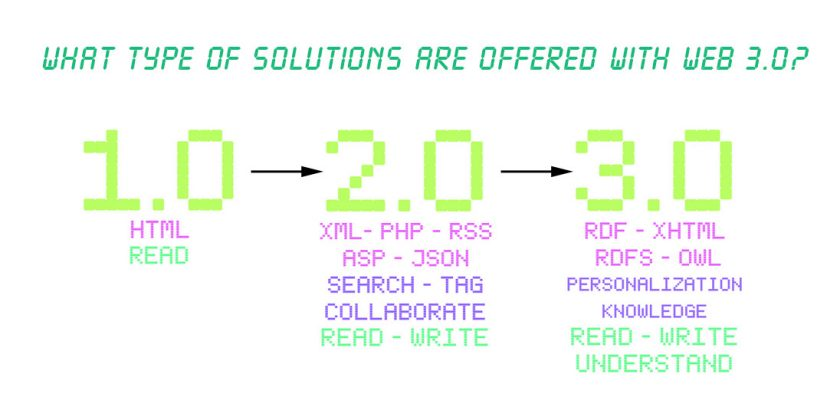 WHAT TYPE OF SOLUTIONS ARE OFFERED WITH WEB 3.0?
1.0
HTML
READ
2.0
XML- PHP - RSS
ASP - JSON
SEARCH - TAG
COLLABORATE
READ - WRITE
3.0
RDF - XHTML
RDFS - OWL
PERSONALIZATION
KNOWLEDGE
READ - WRITE
UNDERSTAND